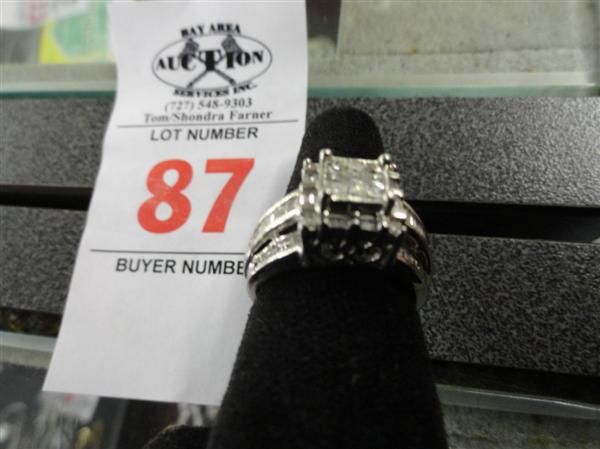 BAY AREA
AUCTION
SERVICES INC.
(727) 548-9303
Tom/Shondra Farner
LOT NUMBER
87
BUYER NUMBE